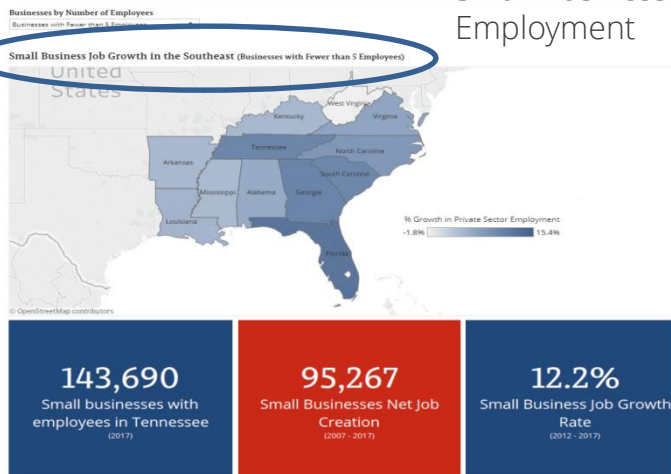 Businesses by Number of Employees
Businesses with Fewer than 5 Employees
Employment
Small Business Job Growth in the Southeast (Businesses with Fewer than 5 Employees)
United
States
West Virginia
Kentucky
Virginia
Tennessee
North Carolina
Arkansas
South Carolina
Mississippi
Alabama
Georgia
Louisiana
Florida
% Growth in Private Sector Employment
-1.8%
15.4%
© OpenStreetMap contributors
143,690
Small businesses with
employees in Tennessee
(2017)
95,267
Small Businesses Net Job
Creation
(2007 - 2017)
12.2%
Small Business Job Growth
Rate
(2012 - 2017)